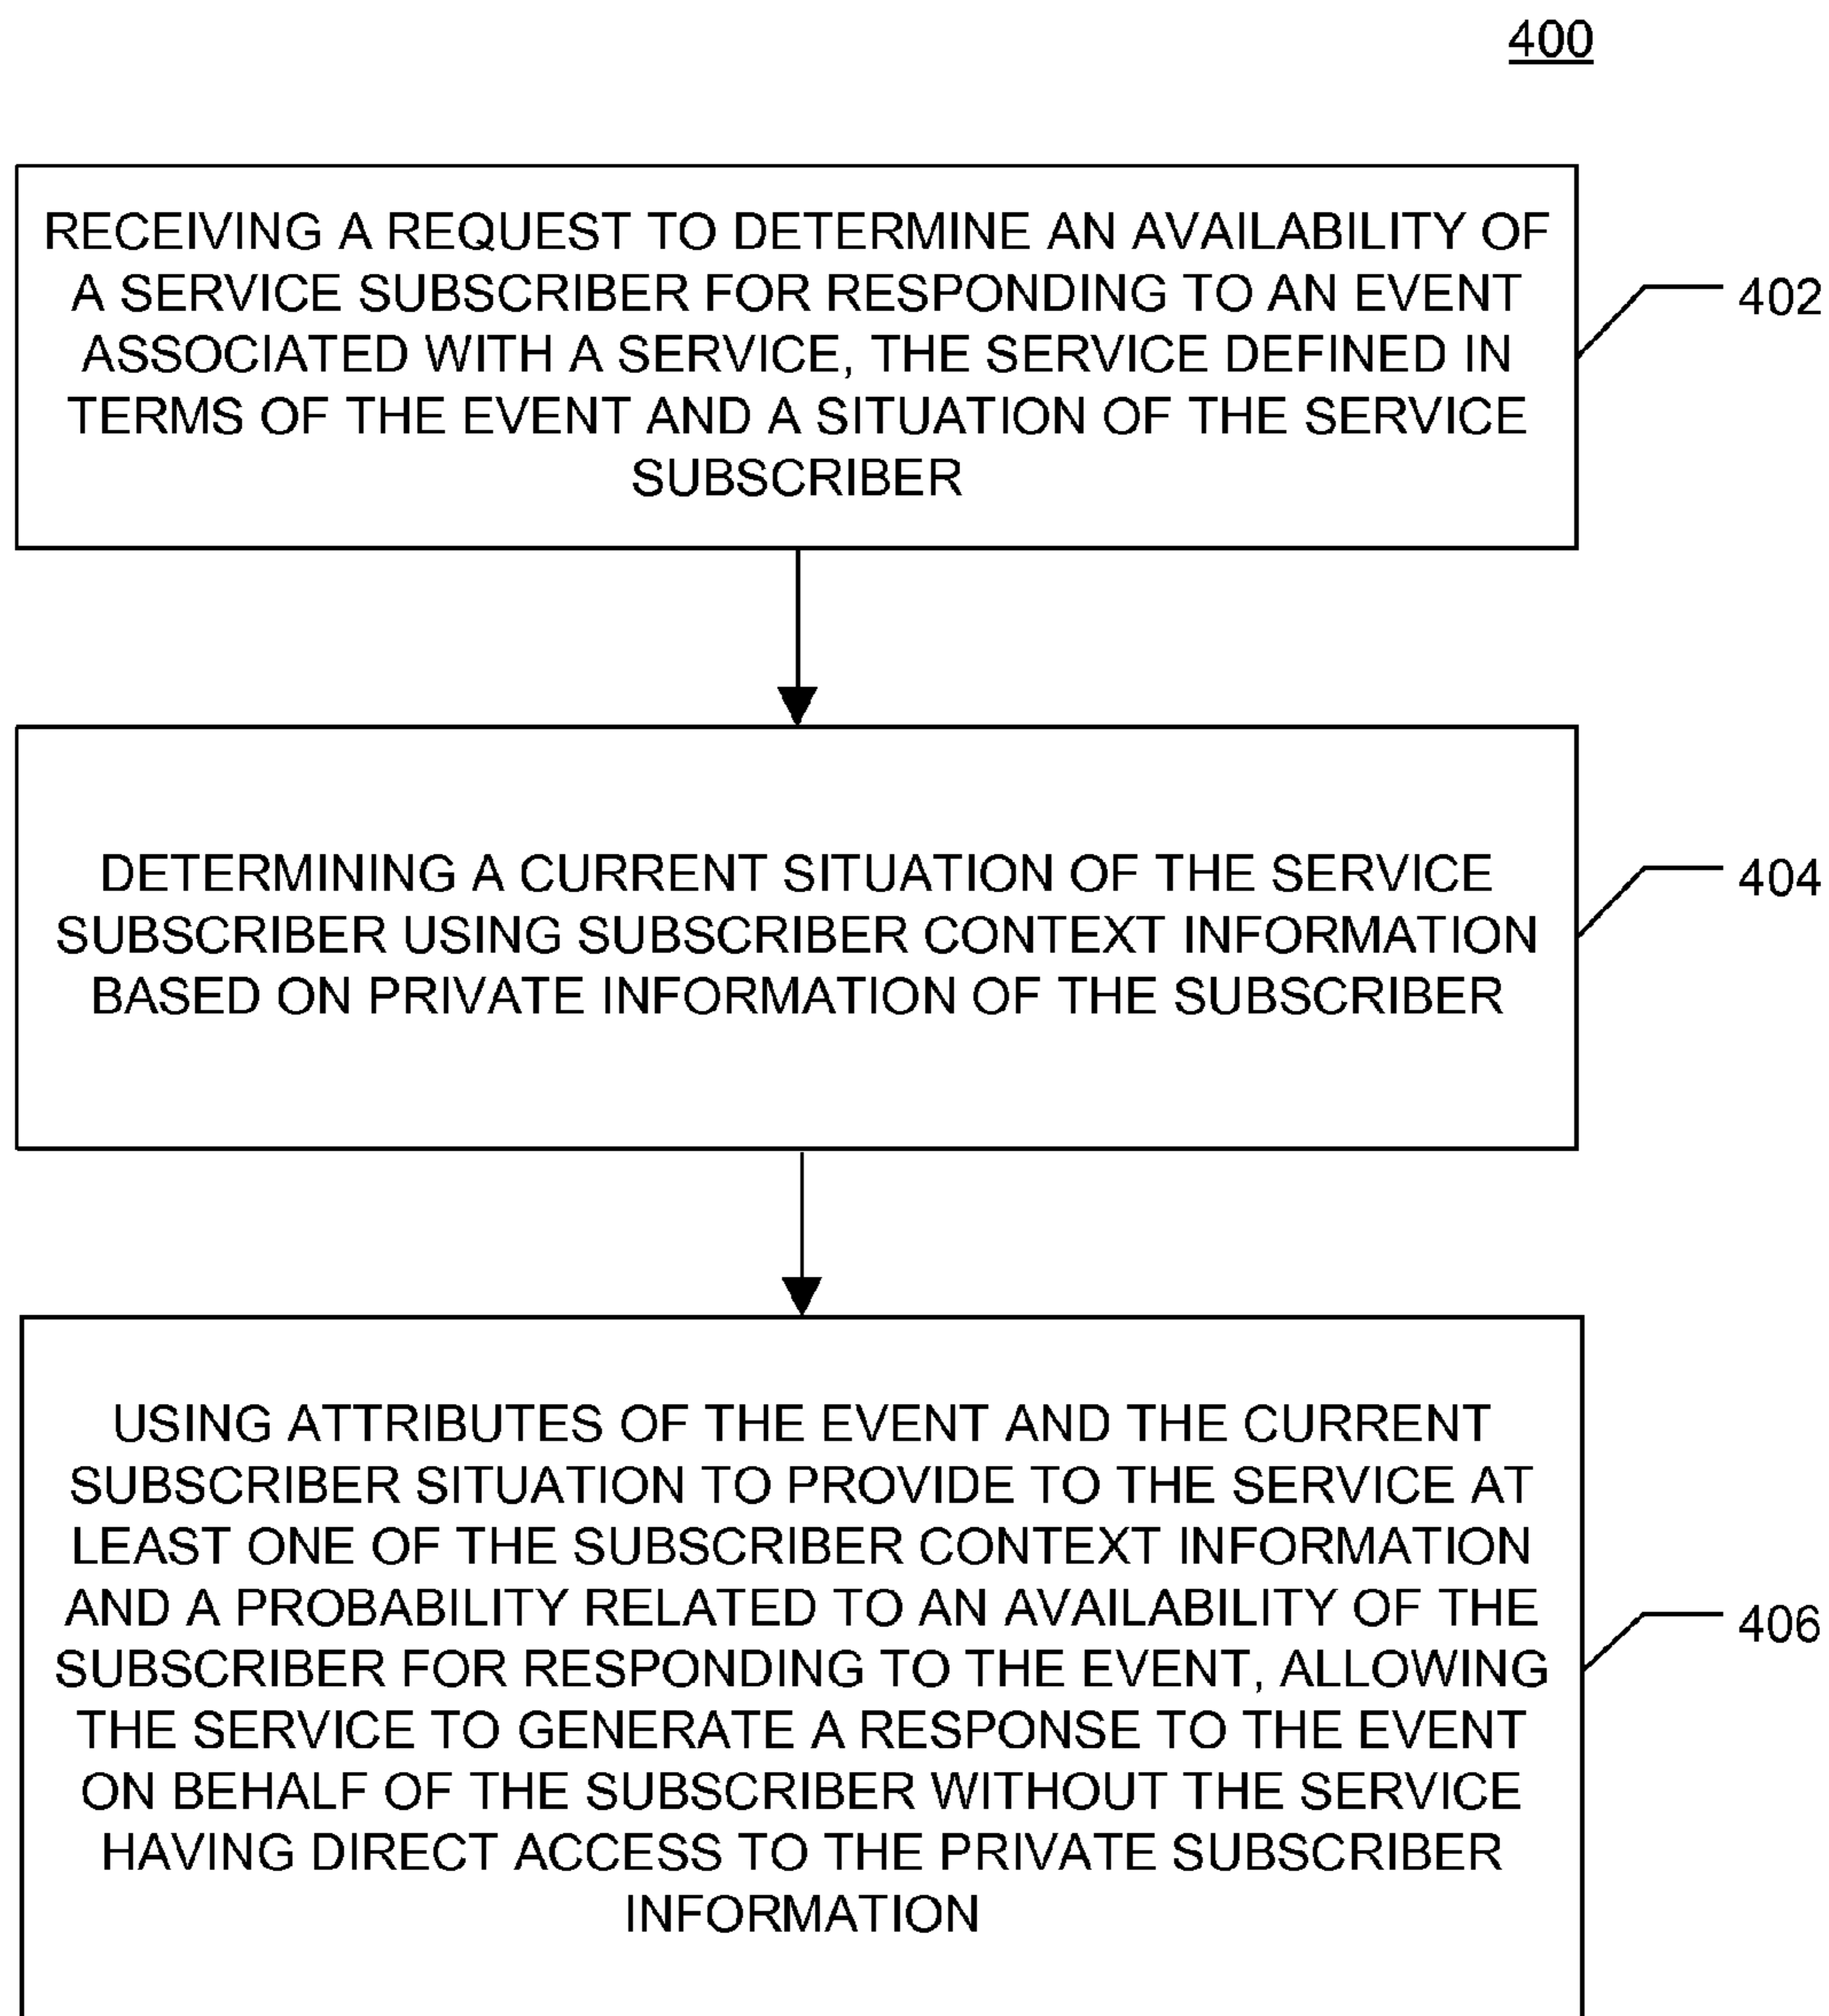 400
RECEIVING A REQUEST TO DETERMINE AN AVAILABILITY OF
A SERVICE SUBSCRIBER FOR RESPONDING TO AN EVENT
ASSOCIATED WITH A SERVICE, THE SERVICE DEFINED IN
TERMS OF THE EVENT AND A SITUATION OF THE SERVICE
SUBSCRIBER
402
DETERMINING A CURRENT SITUATION OF THE SERVICE
SUBSCRIBER USING SUBSCRIBER CONTEXT INFORMATION
BASED ON PRIVATE INFORMATION OF THE SUBSCRIBER
404
USING ATTRIBUTES OF THE EVENT AND THE CURRENT
SUBSCRIBER SITUATION TO PROVIDE TO THE SERVICE AT
LEAST ONE OF THE SUBSCRIBER CONTEXT INFORMATION
AND A PROBABILITY RELATED TO AN AVAILABILITY OF THE
SUBSCRIBER FOR RESPONDING TO THE EVENT, ALLOWING
THE SERVICE TO GENERATE A RESPONSE TO THE EVENT
ON BEHALF OF THE SUBSCRIBER WITHOUT THE SERVICE
HAVING DIRECT ACCESS TO THE PRIVATE SUBSCRIBER
INFORMATION
406